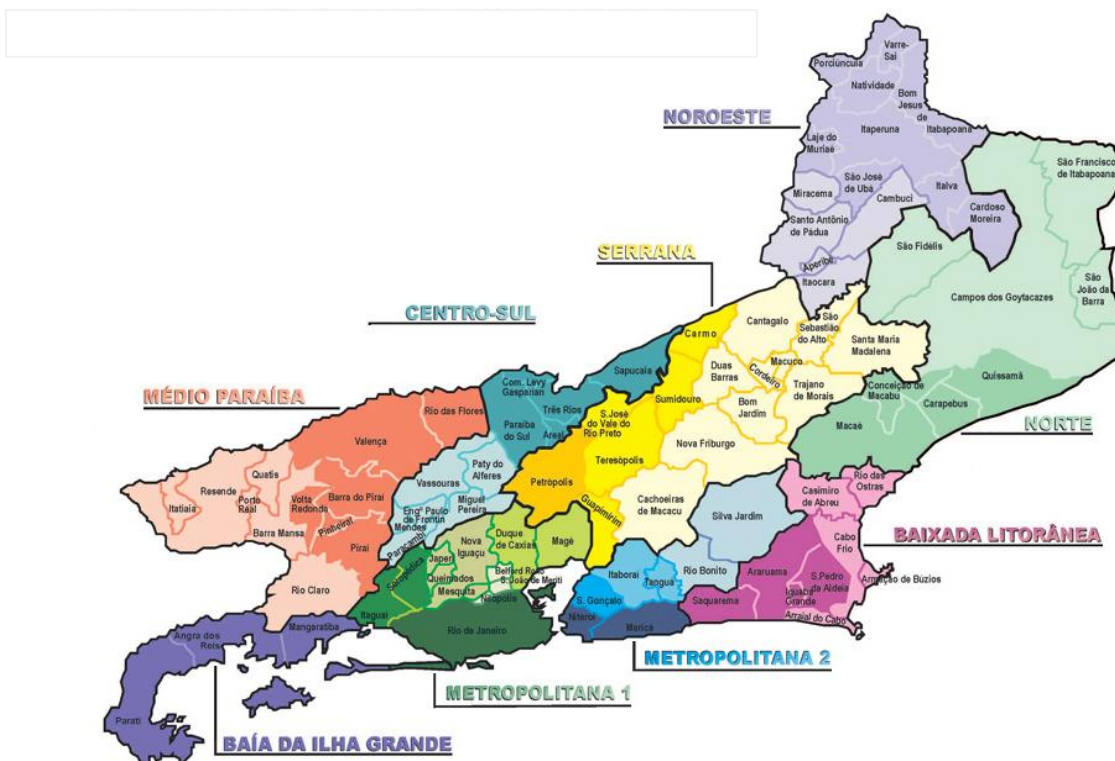 Varre-
Sai
Porciúncula
Natividade
Bom
Jesus de
Itabapoana
NOROESTE
Itaperuna
Laje do
Muriaé
São Francisco
de Itabapoana
São José
de Ubá
Italva
Miracema
Cambuci
Cardoso
Moreira
Santo Antônio
de Pádua
São Fidélis
SERRANA
Aperibé
Itaocara
São
João da
Barra
Campos dos Goytacazes
CENTRO-SUL
Cantagalo
São
Sebastião
do Alto
Carmo
Santa Maria
Madalena
Sapucaia
Duas
Barras
Macuco
Cordeiro
Quissamã
Com. Levy
Gasparian
Trajano
de Morais
Conceição de
Macabu
MÉDIO PARAÍBA
Sumidouro
Bom
Jardim
Carapebus
Rio das Flores
Três Rios
S.José
do Vale do
Rio Preto
Paraíba
do Sul
Areal
Macaé
NORTE
Valença
Nova Friburgo
Teresópolis
Paty do
Alferes
Quatis
Vassouras
Petrópolis
Rio das
Ostras
Resende
Casimiro
de Abreu
Itatiaia
Porto
Real
Volta
Redonda
Barra do Piraí
Cachoeiras
de Macacu
Miguel
Pereira
Engº Paulo
de Frontin
Mendes
Guapimirim
Silva Jardim
Pinheiral
Barra Mansa
Paracambi
Duque
de Caxias
Nova
Iguaçu
Magé
Cabo
Frio
BAIXADA LITORÂNEA
Piraí
Japeri
Seropédica
Queimados
Belford Roxo
S. João de Meriti
Mesquita
Nilópolis
Itaboraí
Tanguá
Rio Bonito
Araruama
S.Pedro
da Aldeia
Armação de Búzios
Rio Claro
S. Gonçalo
Iguaba
Grande
Saquarema
Arraial do Cabo
Itaguaí
Niterói
Maricá
Rio de Janeiro
Mangaratiba
Angra dos
Reis
METROPOLITANA 2
METROPOLITANA 1
Parati
BAÍA DA ILHA GRANDE